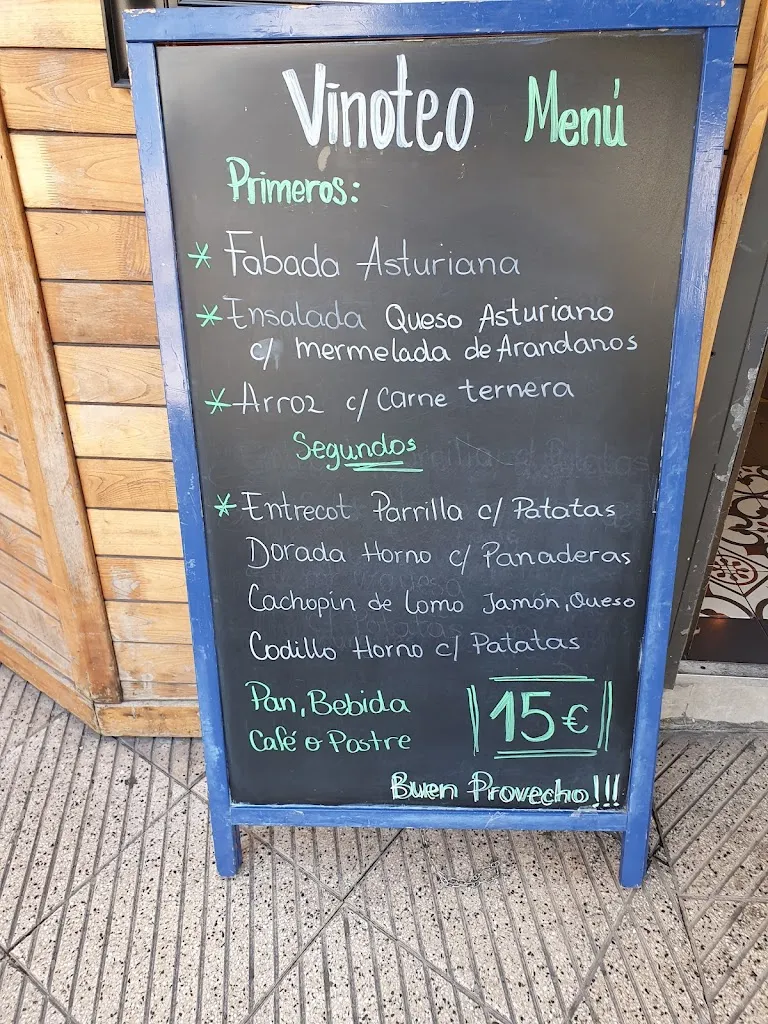 Vinoteo Menú
Primeros:
* Fabada Asturiana
* Ensalada Queso Asturiano
c/ mermelada de Arandanos
* Arroz c/ Carne ternera
Segundos
* Entrecot Parrilla c/ Patatas
Dorada Horno c/ Panaderas
Cachopin de Lomo Jamón, Queso
Codillo Horno c/ Patatas
Pan, Bebida
Café o Postre
15€
Buen Provecho!!!